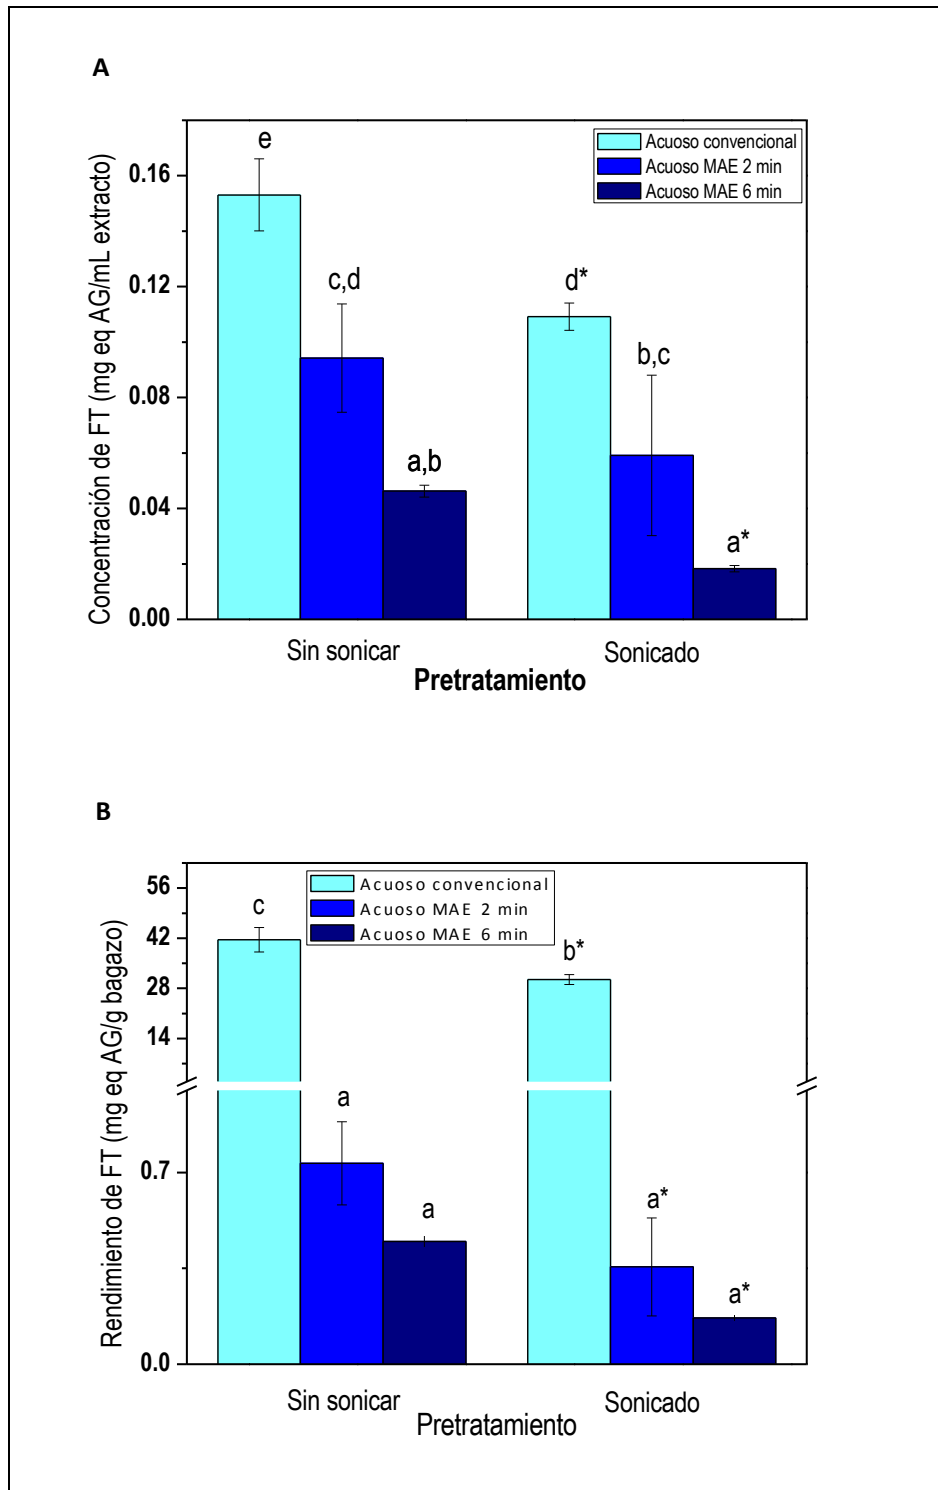 A
Concentración de FT (mg eq AG/mL extracto)
0.16
0.12
0.08
0.04
0.00
e
c,d
a,b
d*
b,c
a*
Acuoso convencional
Acuoso MAE 2 min
Acuoso MAE 6 min
Sin sonicar
Sonicado
Pretratamiento
B
Rendimiento de FT (mg eq AG/g bagazo)
56
42
28
14
0.7
0.0
Acuoso convencional
Acuoso MAE 2 min
Acuoso MAE 6 min
c
a
a
b*
a*
a*
Sin sonicar
Sonicado
Pretratamiento